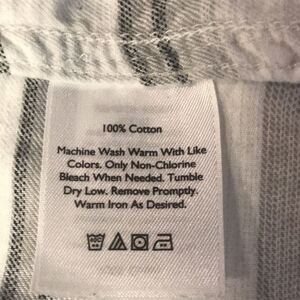 100% Cotton
Machine Wash Warm With Like
Colors. Only Non-Chlorine
Bleach When Needed. Tumble
Dry Low. Remove Promptly.
Warm Iron As Desired.